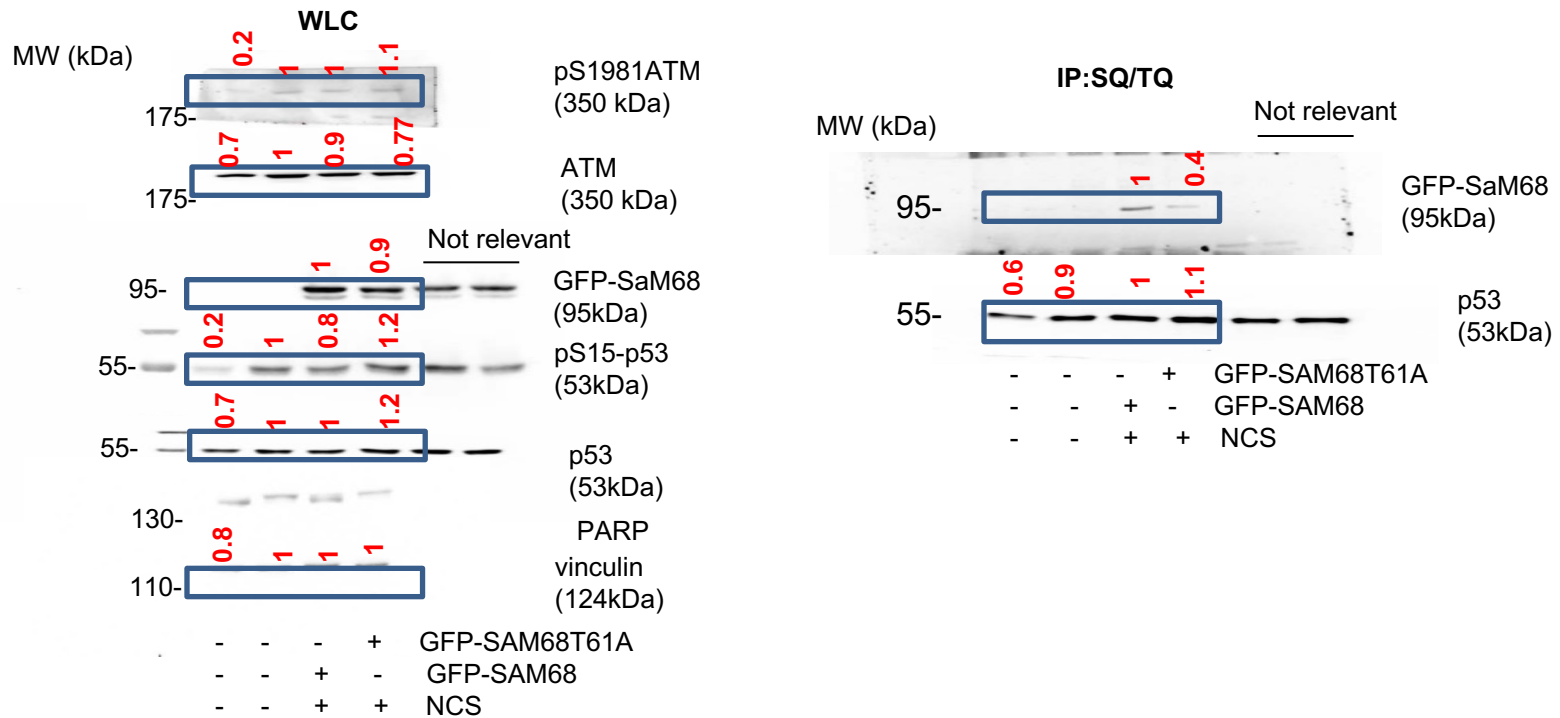 WLC
MW (kDa)
0.2 1 1 1.1
pS1981ATM
(350 kDa)
175-
0.7 1 0.9 0.77
ATM
(350 kDa)
175-
Not relevant
1 0.9
95-
GFP-SaM68
(95kDa)
0.2 1 0.8 1.2
pS15-p53
(53kDa)
55-
0.7 1 1 1.2
55-
p53
(53kDa)
130-
PARP
0.8 1 1 1
vinculin
(124kDa)
110-
- - - + GFP-SAM68T61A
- - + - GFP-SAM68
- - + + NCS
IP:SQ/TQ
Not relevant
MW (kDa)
1 0.4
95-
GFP-SaM68
(95kDa)
0.6 0.9 1 1.1
55-
p53
(53kDa)
- - - + GFP-SAM68T61A
- - + - GFP-SAM68
- - + + NCS